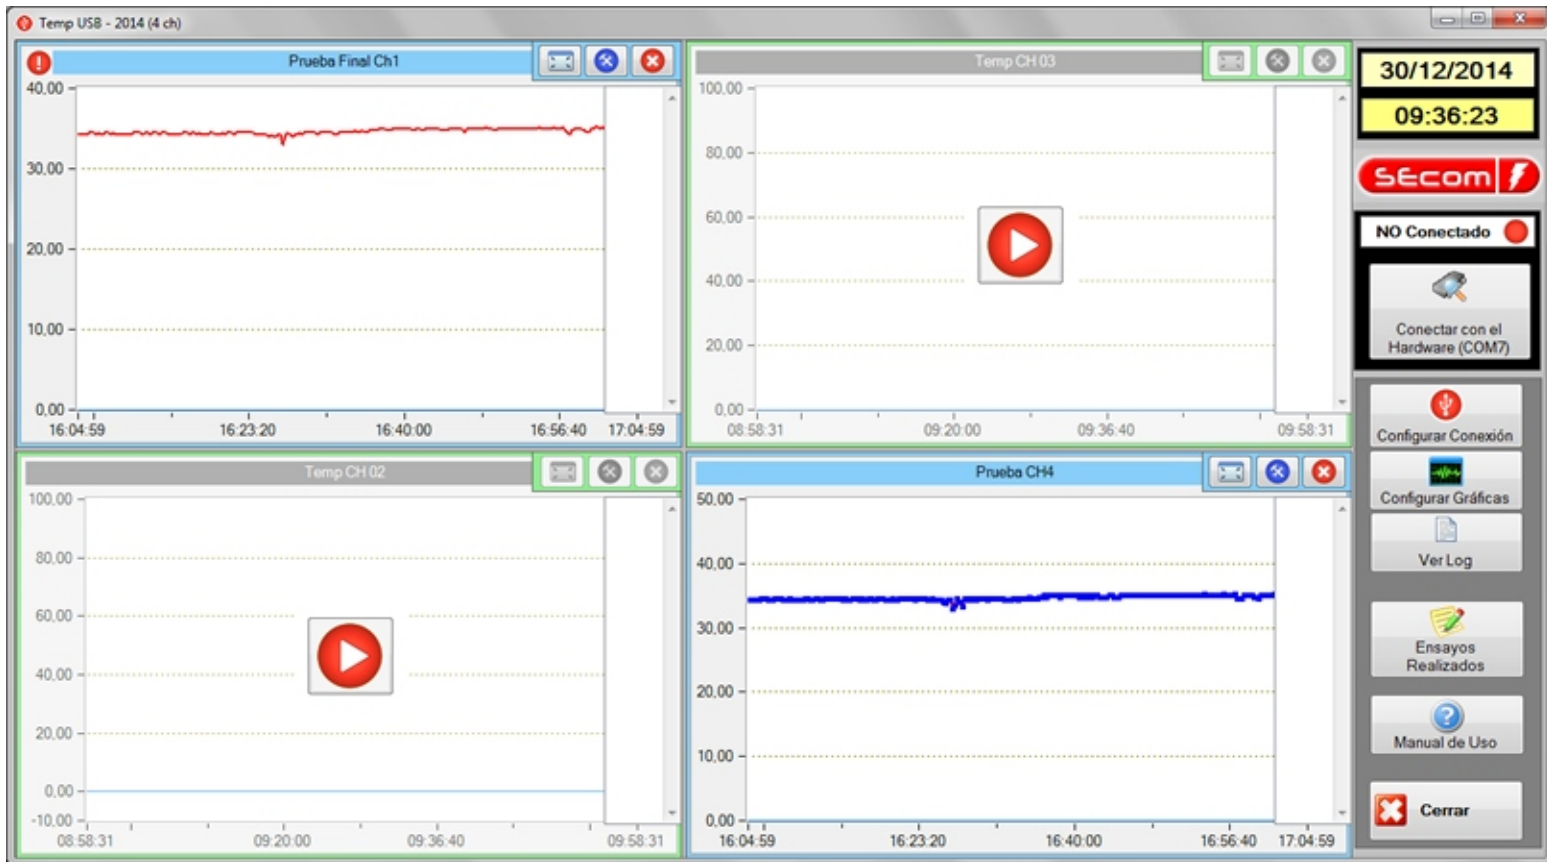 Temp USB - 2014 (4 ch)
Prueba Final Ch1
40,00
30,00
20,00
10,00
0,00
16:04:59 16:23:20 16:40:00 16:56:40 17:04:59
Temp CH 03
100,00
80,00
60,00
40,00
20,00
0,00
08:58:31 09:20:00 09:36:40 09:58:31
Temp CH 02
100,00
80,00
60,00
40,00
20,00
0,00
-10,00
08:58:31 09:20:00 09:36:40 09:58:31
Prueba CH4
50,00
40,00
30,00
20,00
10,00
0,00
16:04:59 16:23:20 16:40:00 16:56:40 17:04:59
30/12/2014
09:36:23
SEcom
NO Conectado
Conectar con el
Hardware (COM7)
Configurar Conexión
Configurar Gráficas
Ver Log
Ensayos
Realizados
Manual de Uso
Cerrar